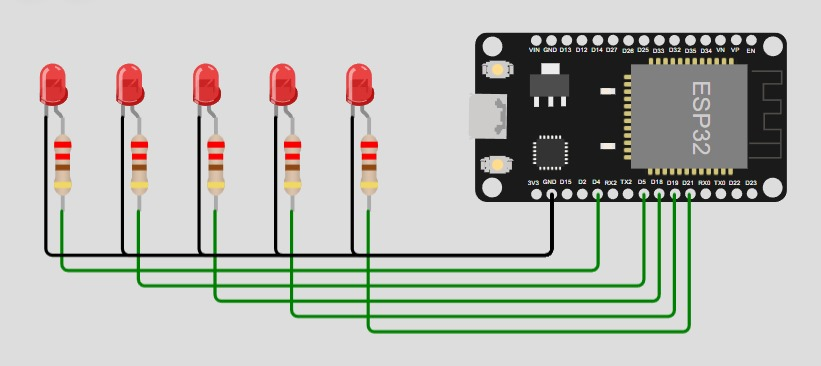 VIN GND D13 D12 D14 D27 D26 D25 D33 D32 D35 D34 VN VP EN
ESP32
3V3 GND D15 D2 D4 RX2 TX2 D5 D18 D19 D21 RX0 TX0 D22 D23